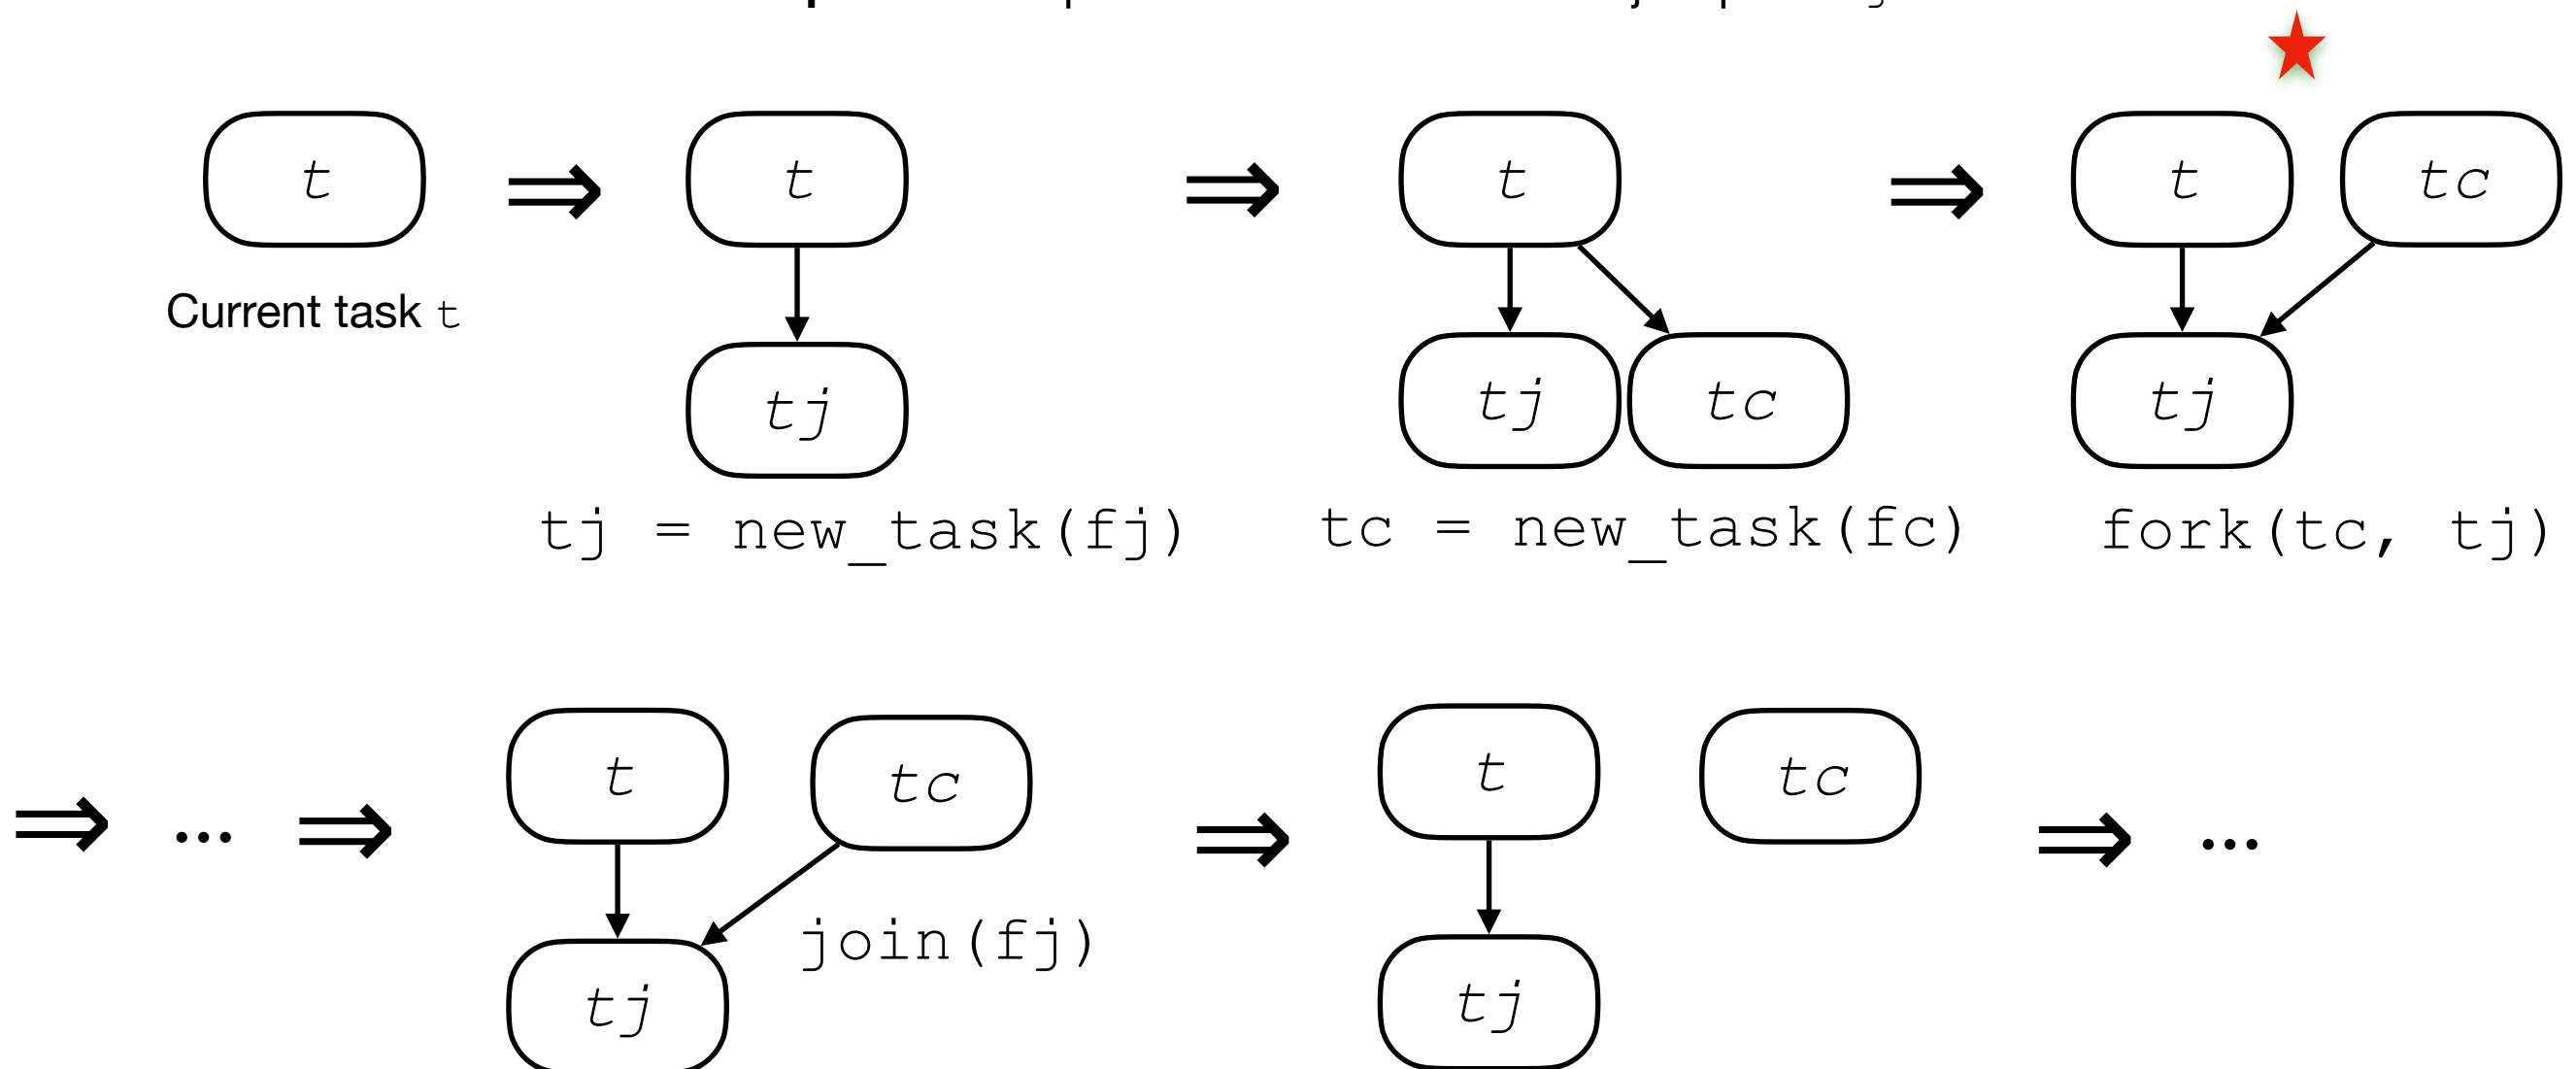 t
t
t
t
tc
Current task t
tj
tj
tc
tj
tj = new_task(fj)
tc = new_task(fc)
fork(tc, tj)
...
t
tc
t
tc
...
join(fj)
tj
tj